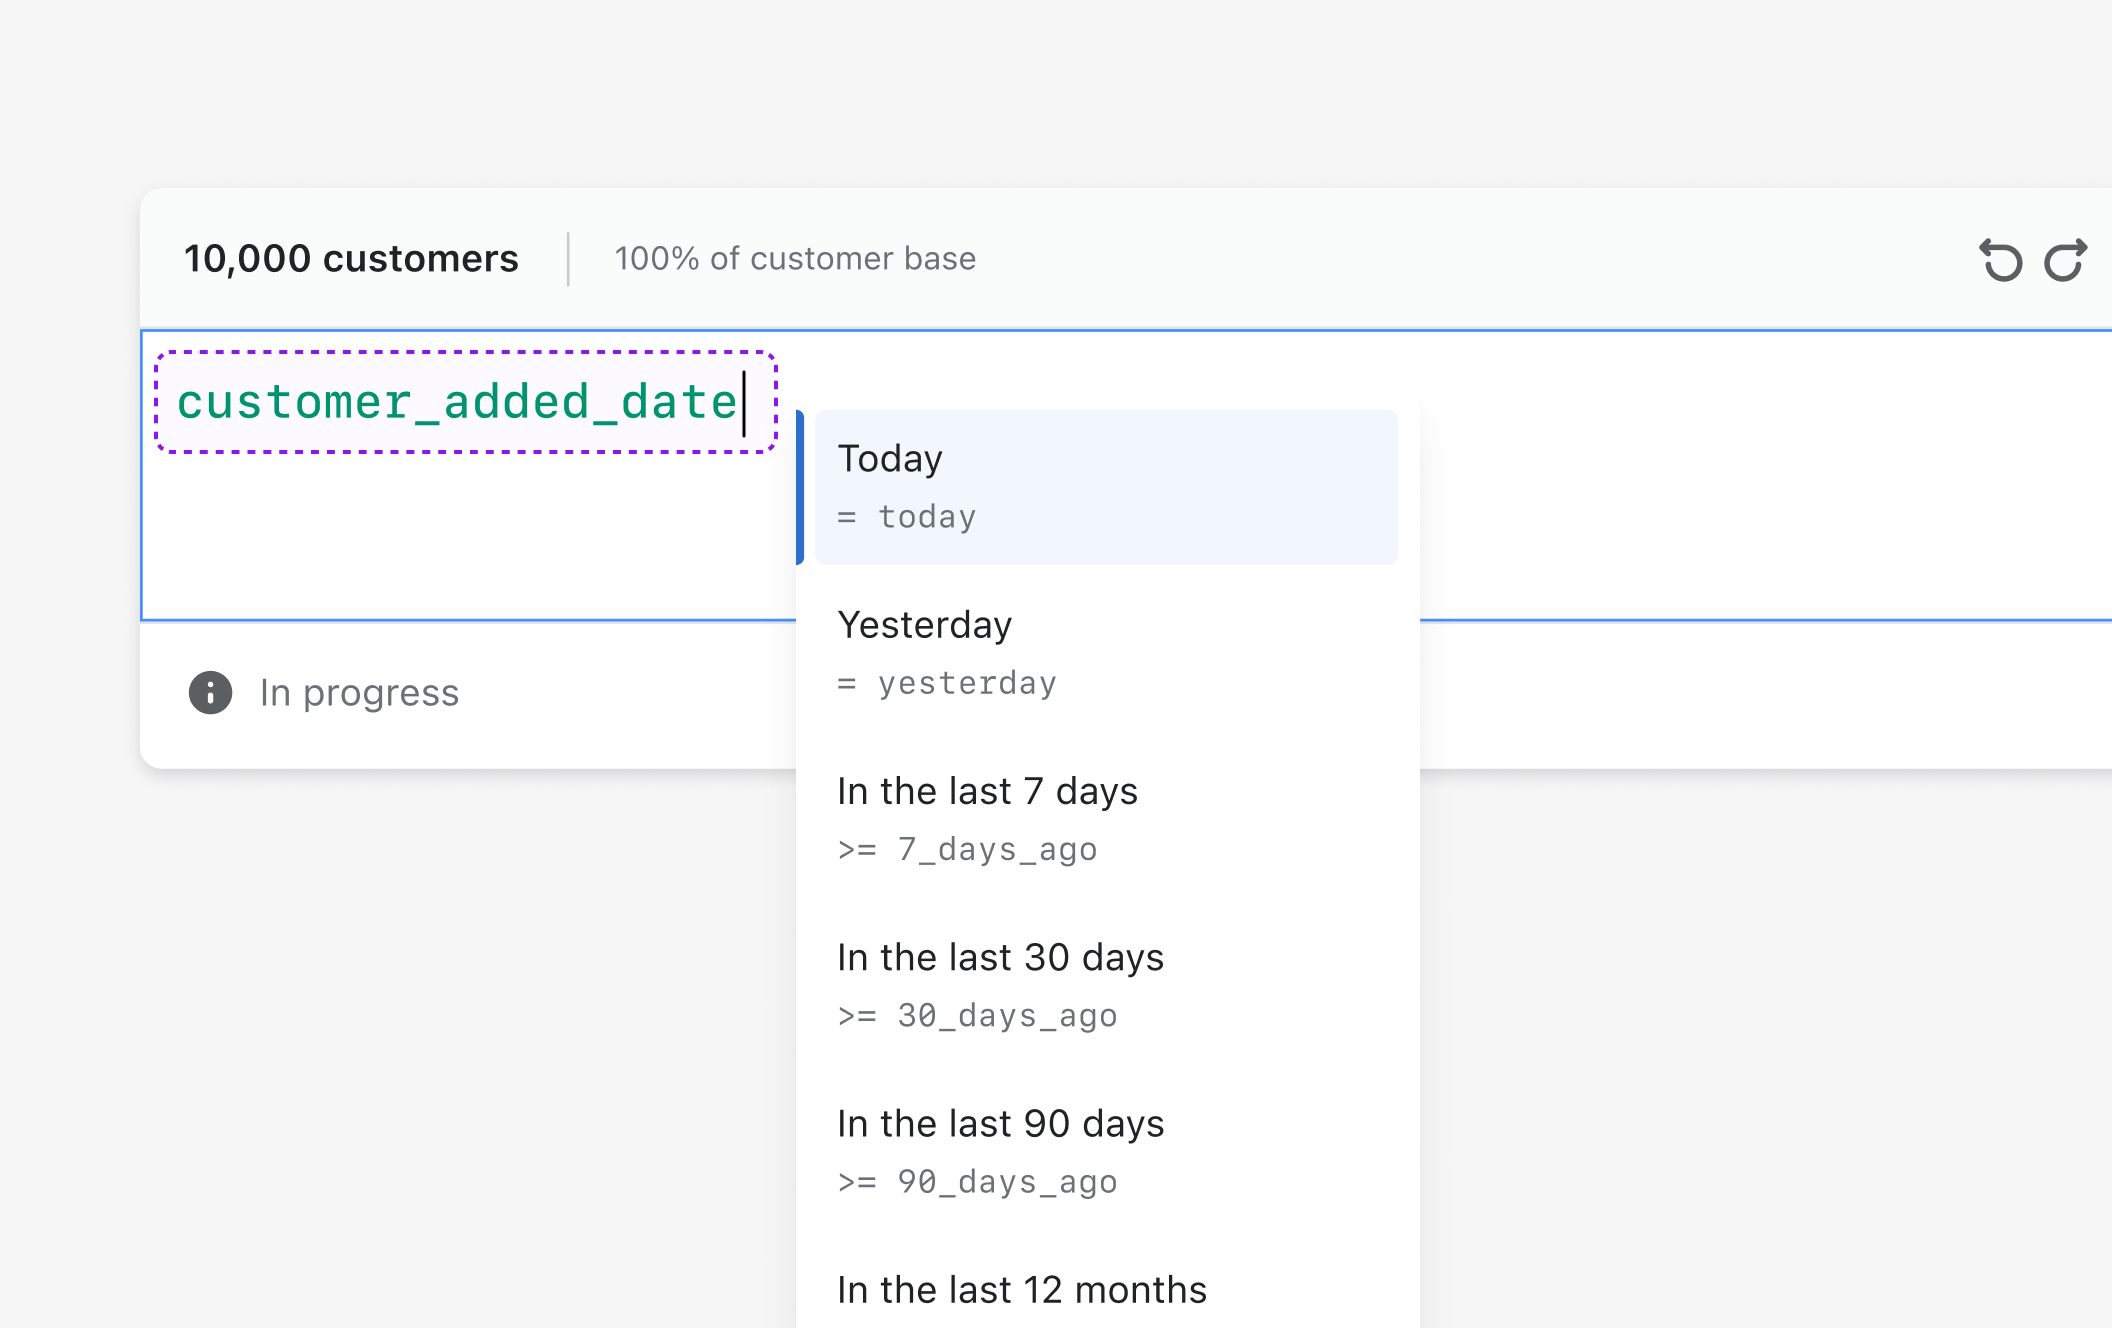 10,000 customers
100% of customer base
customer_added_date
Today
= today
Yesterday
= yesterday
In progress
In the last 7 days
>= 7_days_ago
In the last 30 days
>= 30_days_ago
In the last 90 days
>= 90_days_ago
In the last 12 months